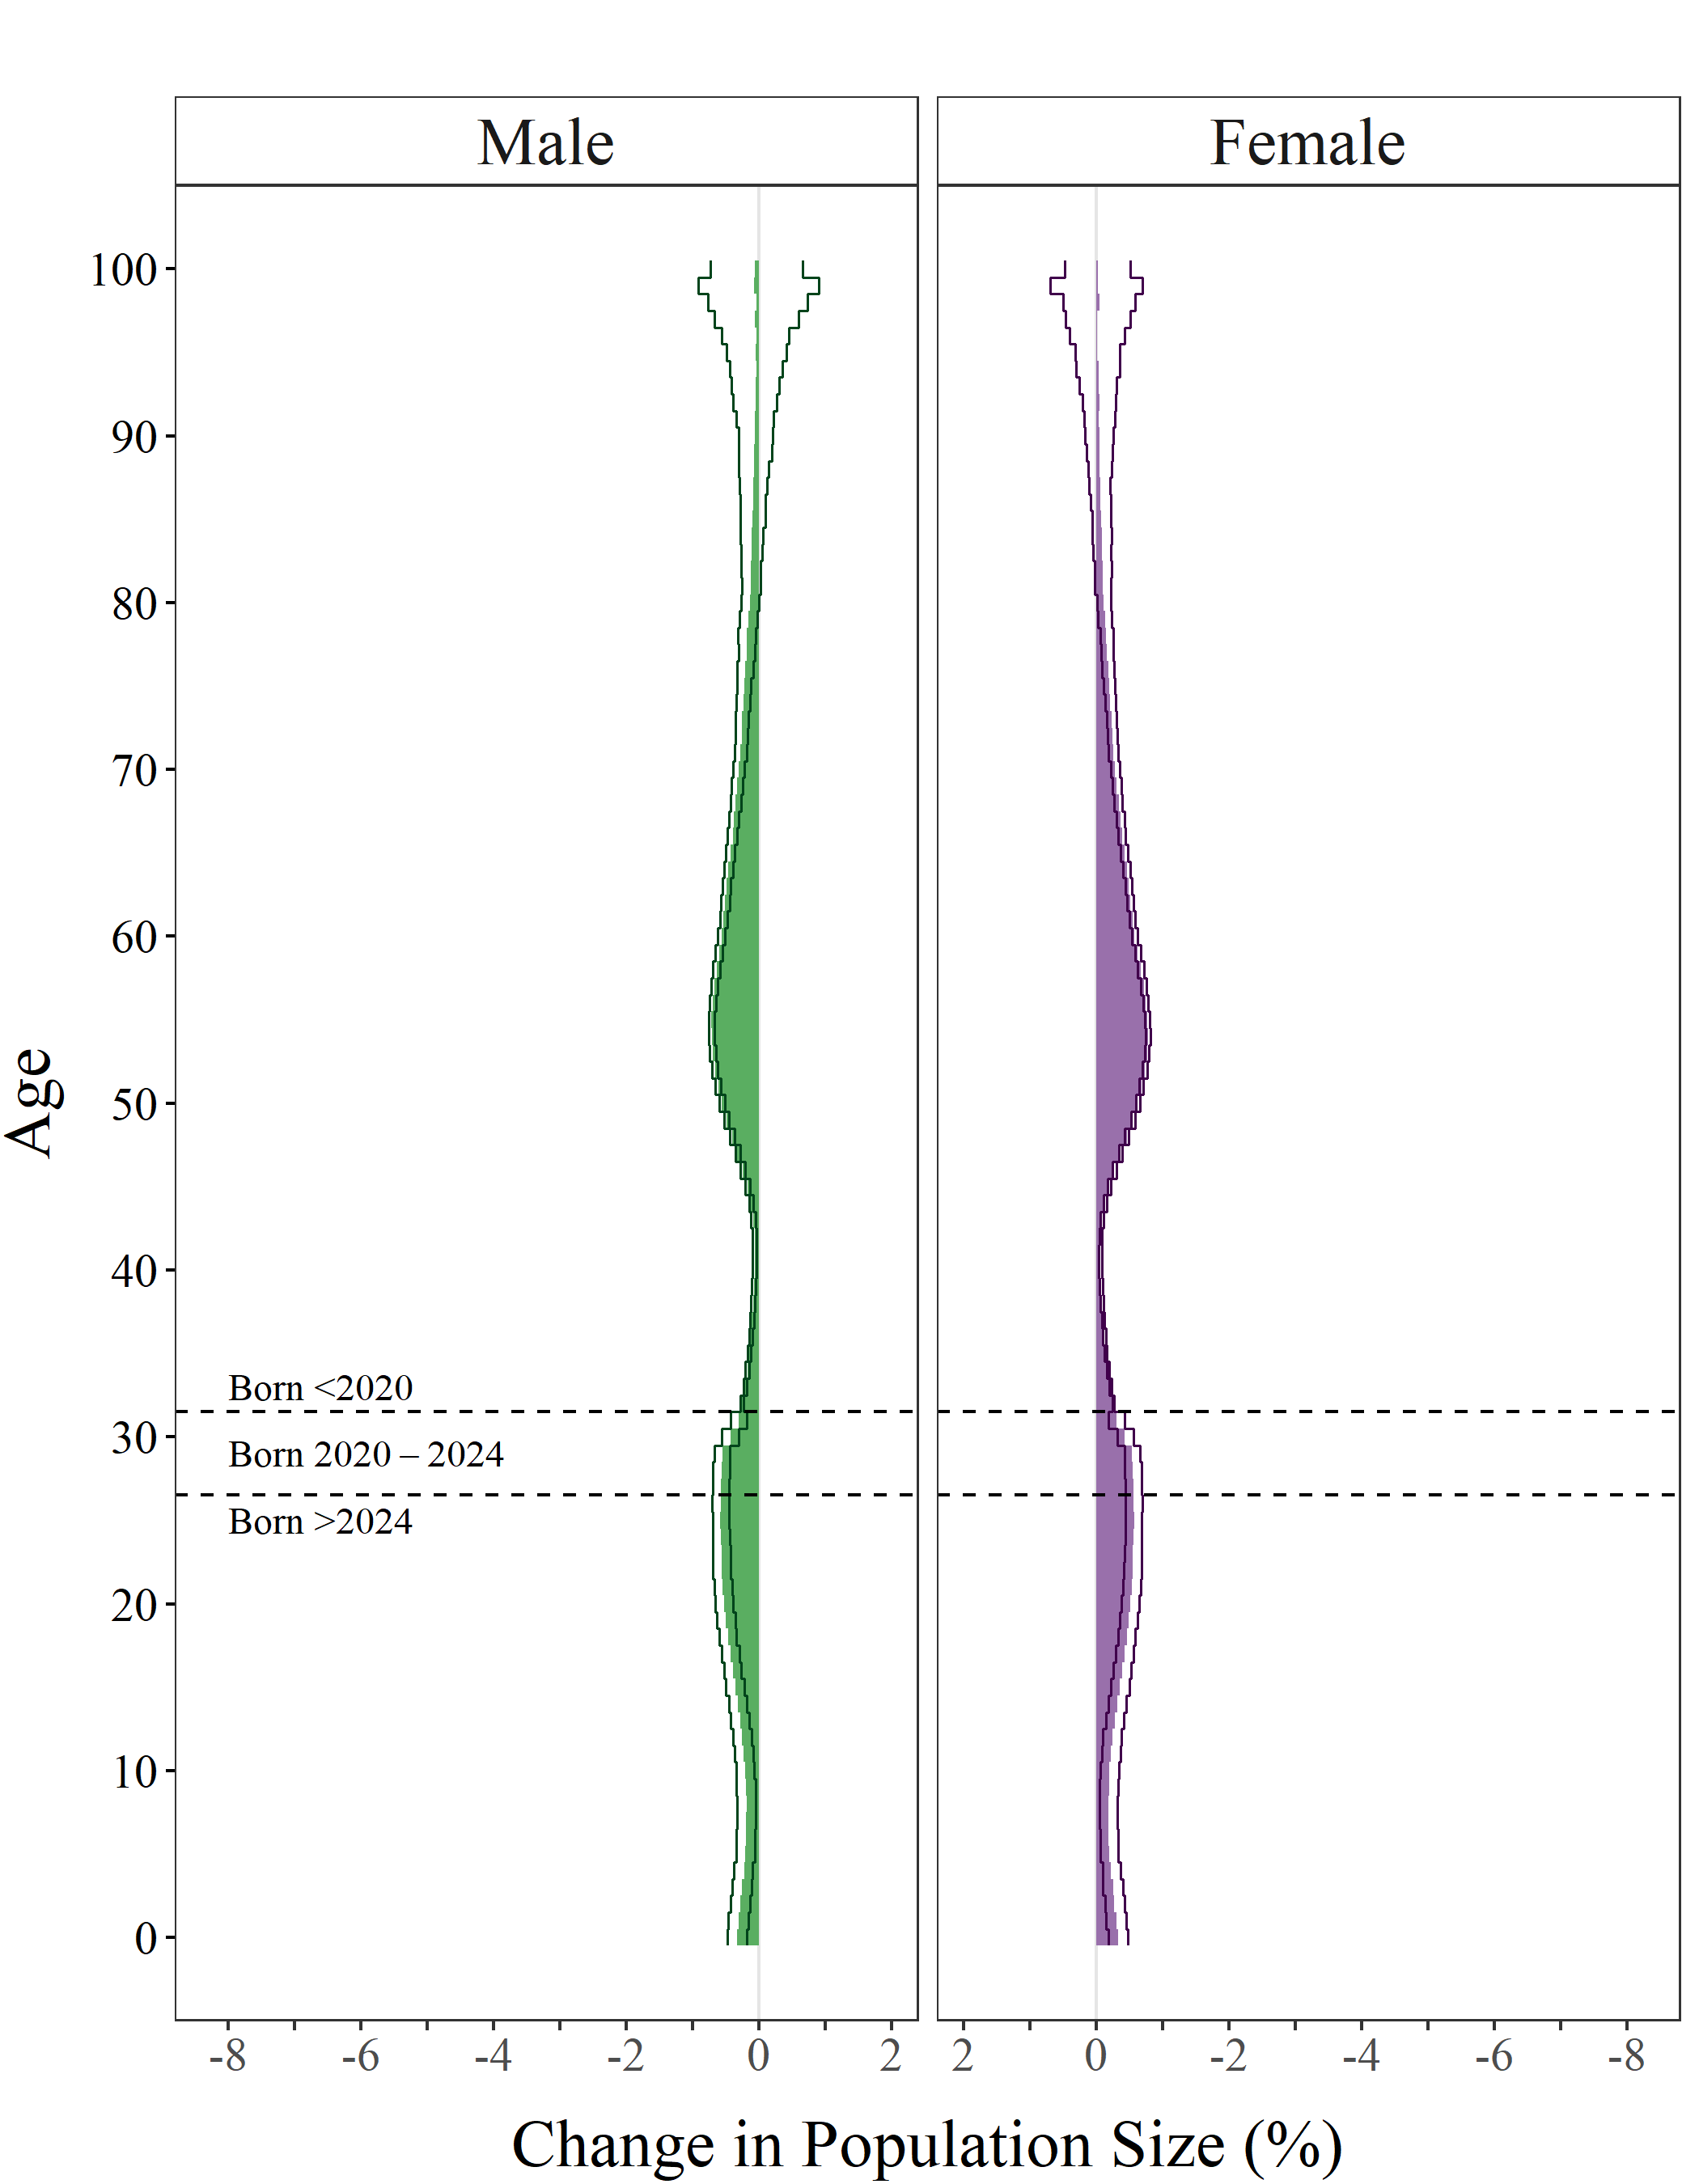 Male
Female
100
90
80
70
60
50
40
30
20
10
0
Age
Born <2020
Born 2020 – 2024
Born >2024
-8 -6 -4 -2 0 2
2 0 -2 -4 -6 -8
Change in Population Size (%)